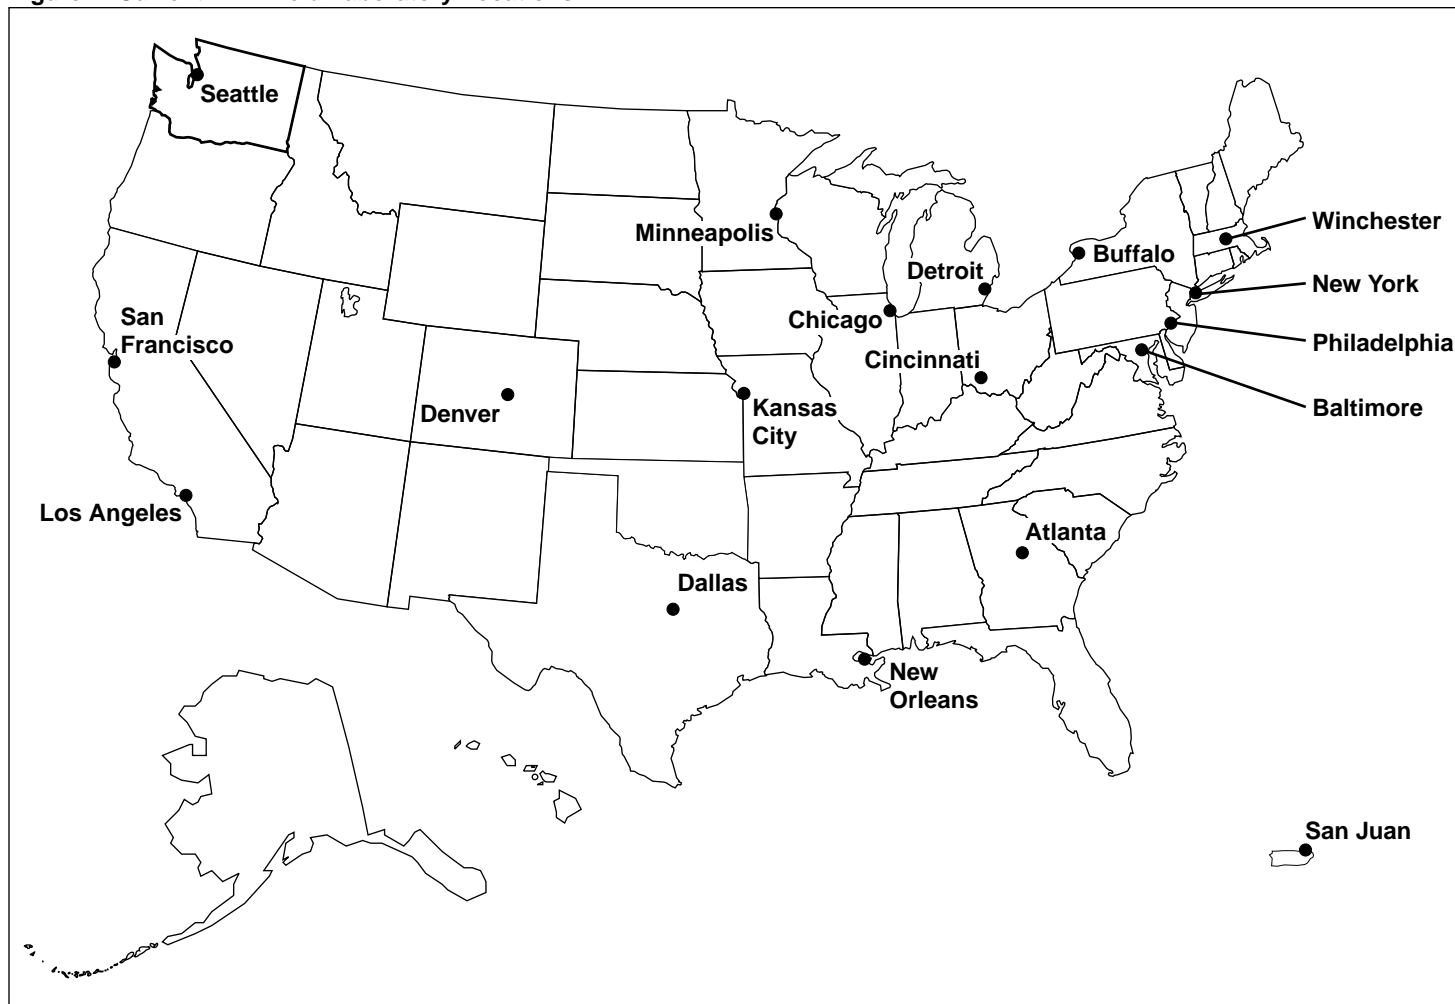 Seattle
Minneapolis
Winchester
Buffalo
Detroit
New York
San
Francisco
Chicago
Philadelphia
Cincinnati
Denver
Kansas
City
Baltimore
Los Angeles
Atlanta
Dallas
New
Orleans
San Juan